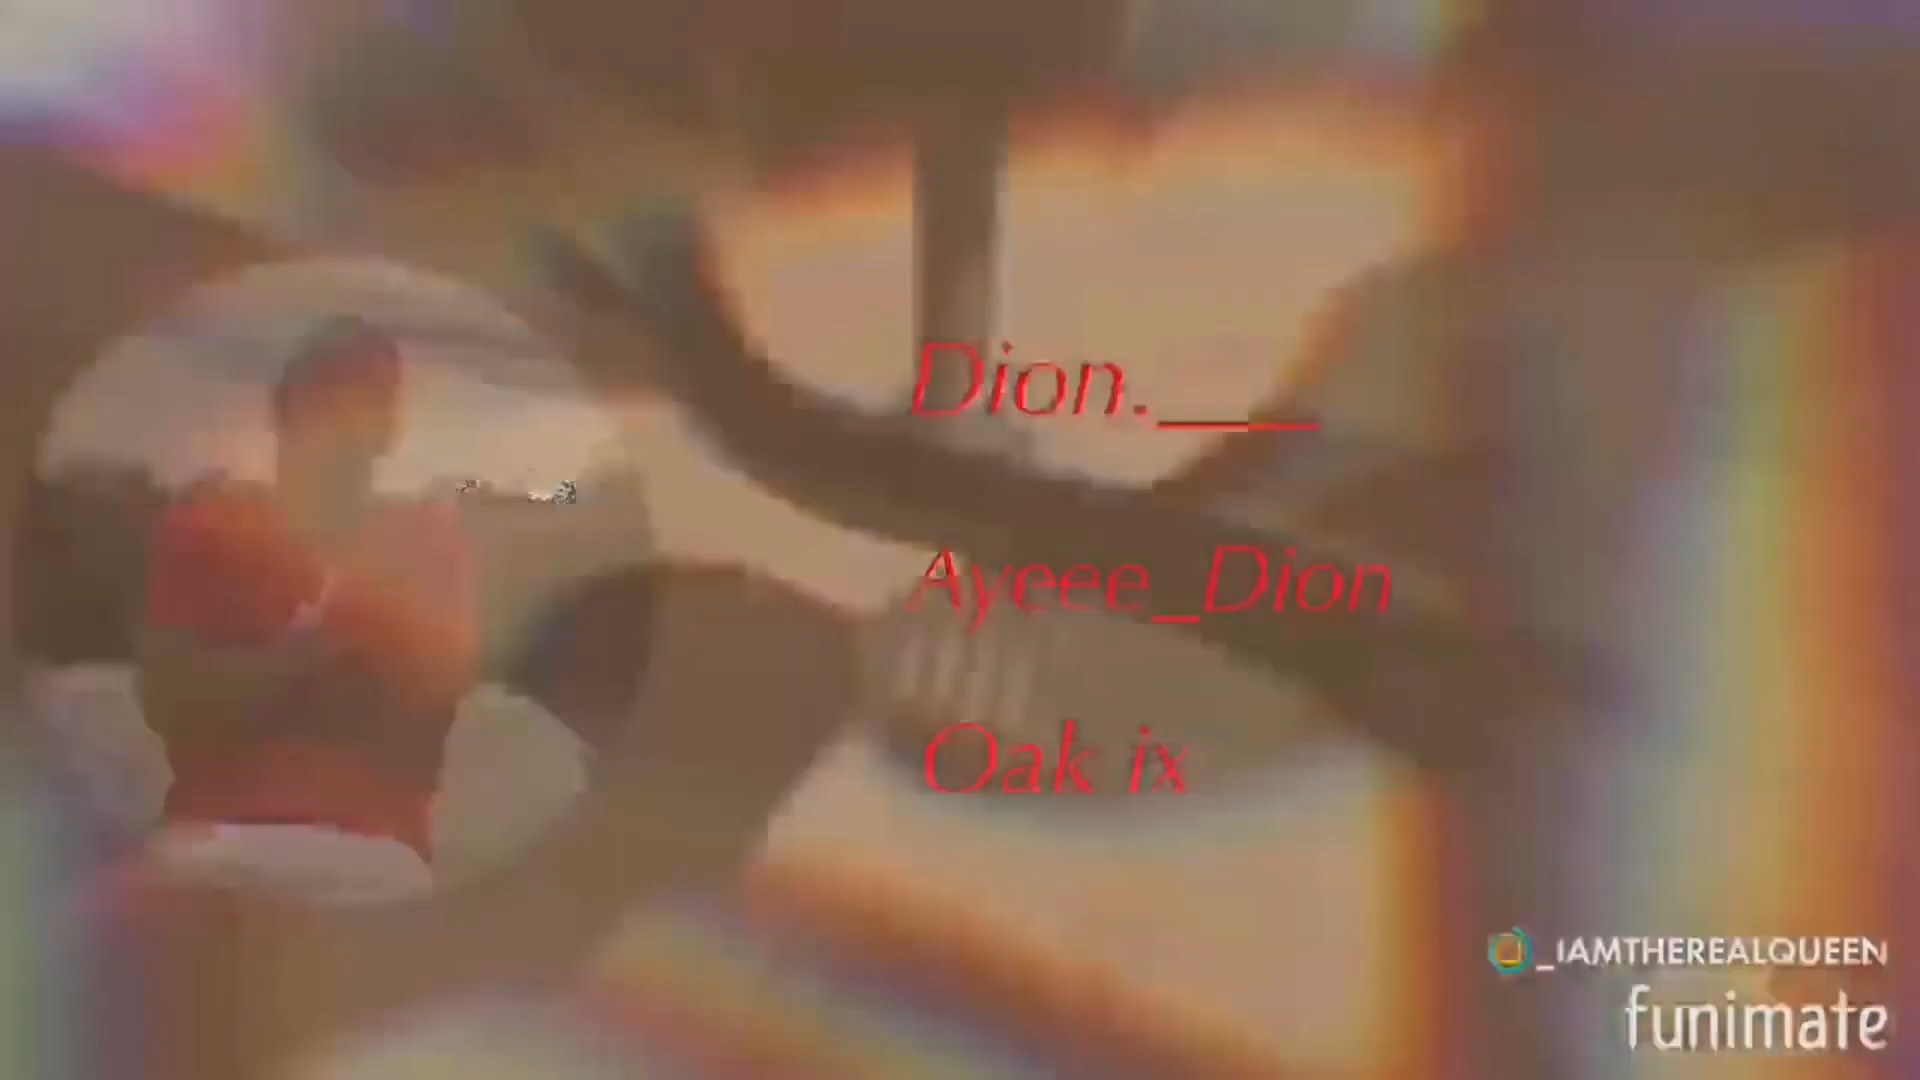 Dion.___
Ayeee_Dion
Oak ix
_IAMTHEREALQUEEN
funimate